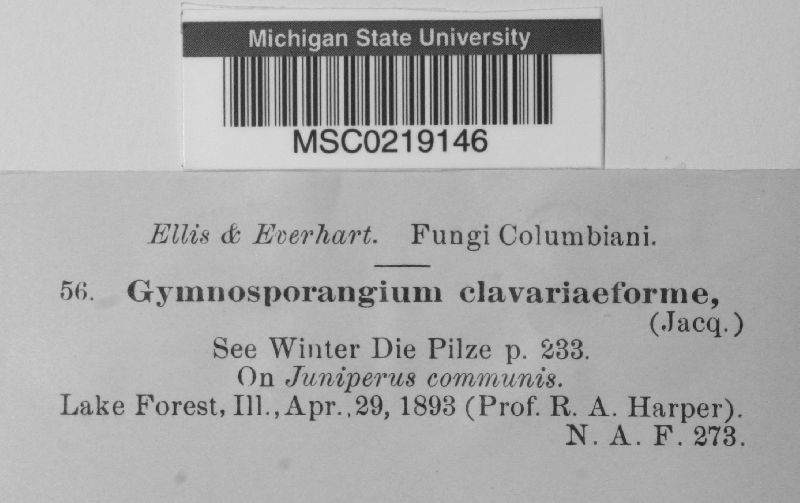 Michigan State University
MSC0219146
Ellis & Everhart. Fungi Columbiani.
56. Gymnosporangium clavariaeforme,
(Jacq.)
See Winter Die Pilze p. 233.
On Juniperus communis.
Lake Forest, Ill., Apr., 29, 1893 (Prof. R. A. Harper).
N. A. F. 273.